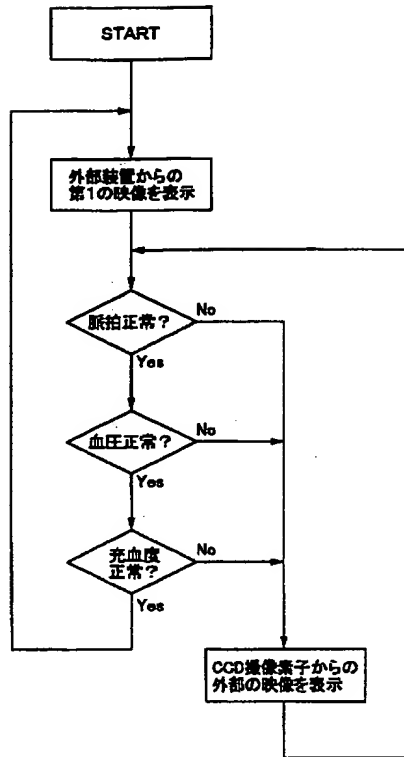 START
外部装置からの
第1の映像を表示
脈拍正常?
No
Yes
血圧正常?
No
Yes
充血度
正常?
No
Yes
CCD撮像素子からの
外部の映像を表示